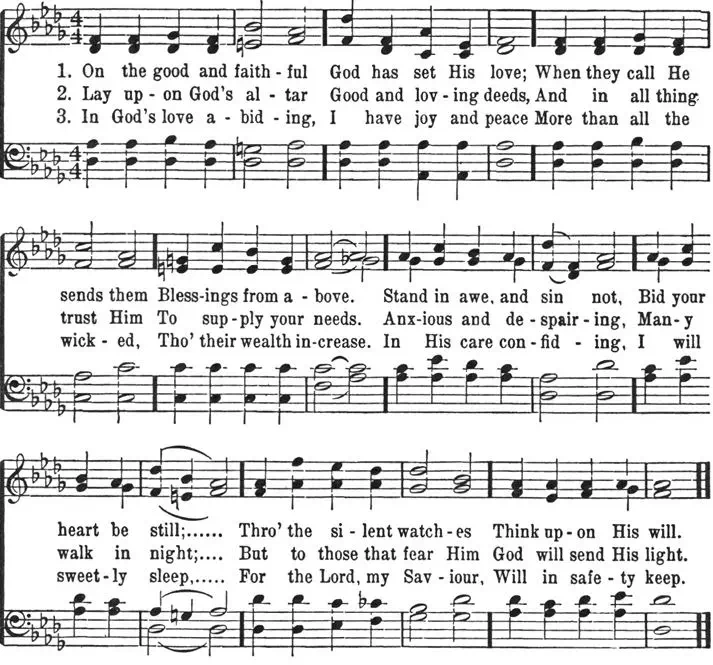 1. On the good and faith - ful God has set His love; When they call He
2. Lay up - on God's al - tar Good and lov - ing deeds, And in all thing
3. In God's love a - bid - ing, I have joy and peace More than all the
sends them Bless - ings from a - bove. Stand in awe, and sin not, Bid your
trust Him To sup - ply your needs. Anx - ious and de - spair - ing, Man - y
wick - ed, Tho' their wealth in - crease. In His care con - fid - ing, I will
heart be still;...... Thro' the si - lent watch - es Think up - on His will.
walk in night;.... But to those that fear Him God will send His light.
sweet - ly sleep,..... For the Lord, my Sav - iour, Will in safe - ty keep.